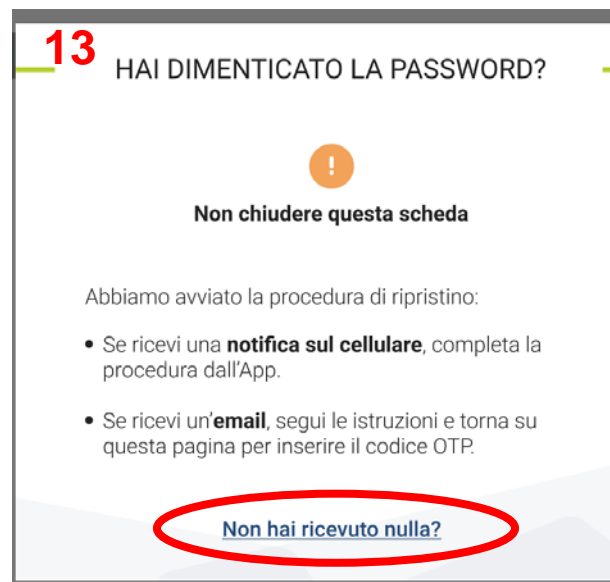 13
HAI DIMENTICATO LA PASSWORD?
!
Non chiudere questa scheda
Abbiamo avviato la procedura di ripristino:
• Se ricevi una notifica sul cellulare, completa la
procedura dall'App.
• Se ricevi un'email, segui le istruzioni e torna su
questa pagina per inserire il codice OTP.
Non hai ricevuto nulla?